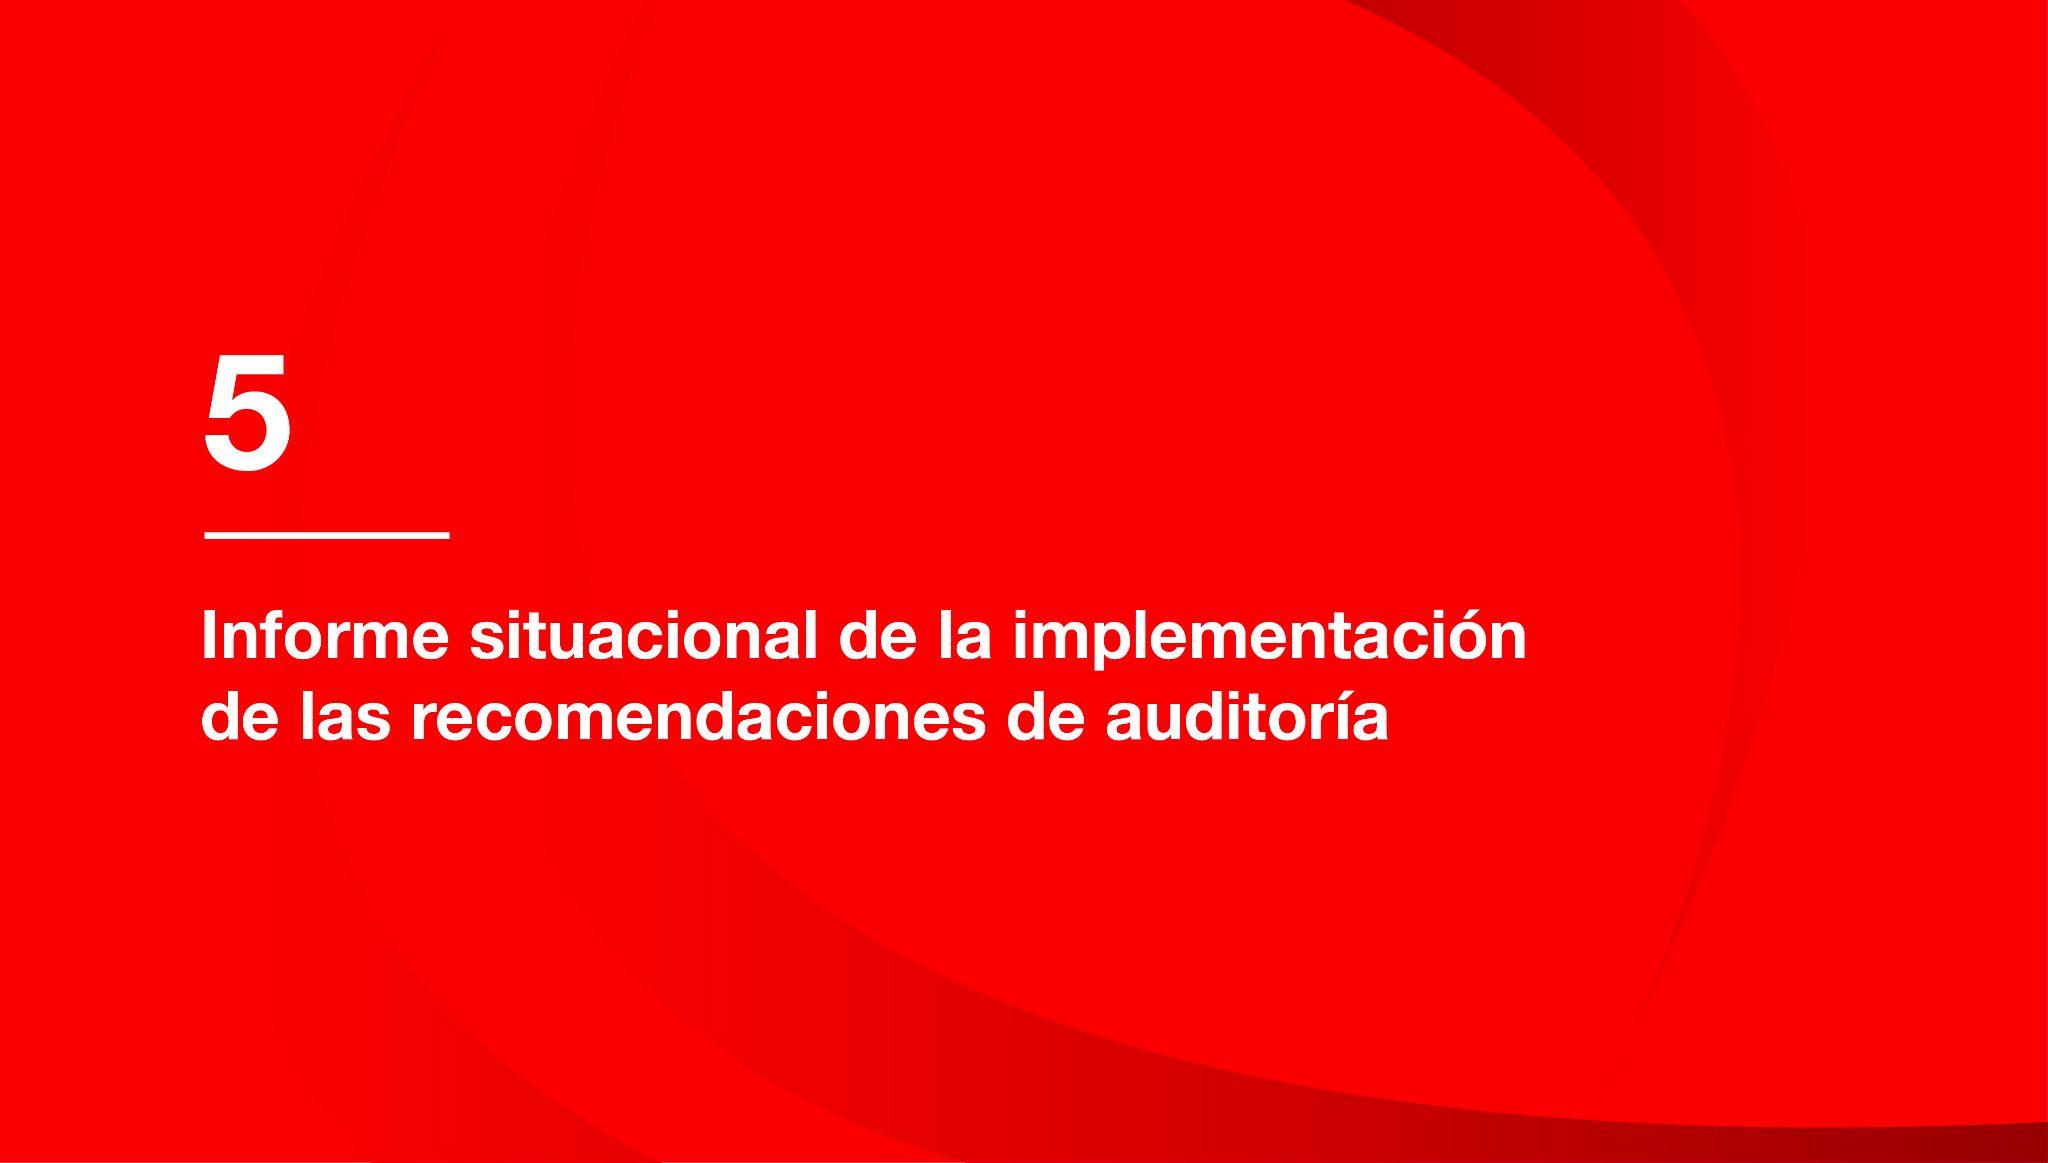 5
Informe situacional de la implementación
de las recomendaciones de auditoría